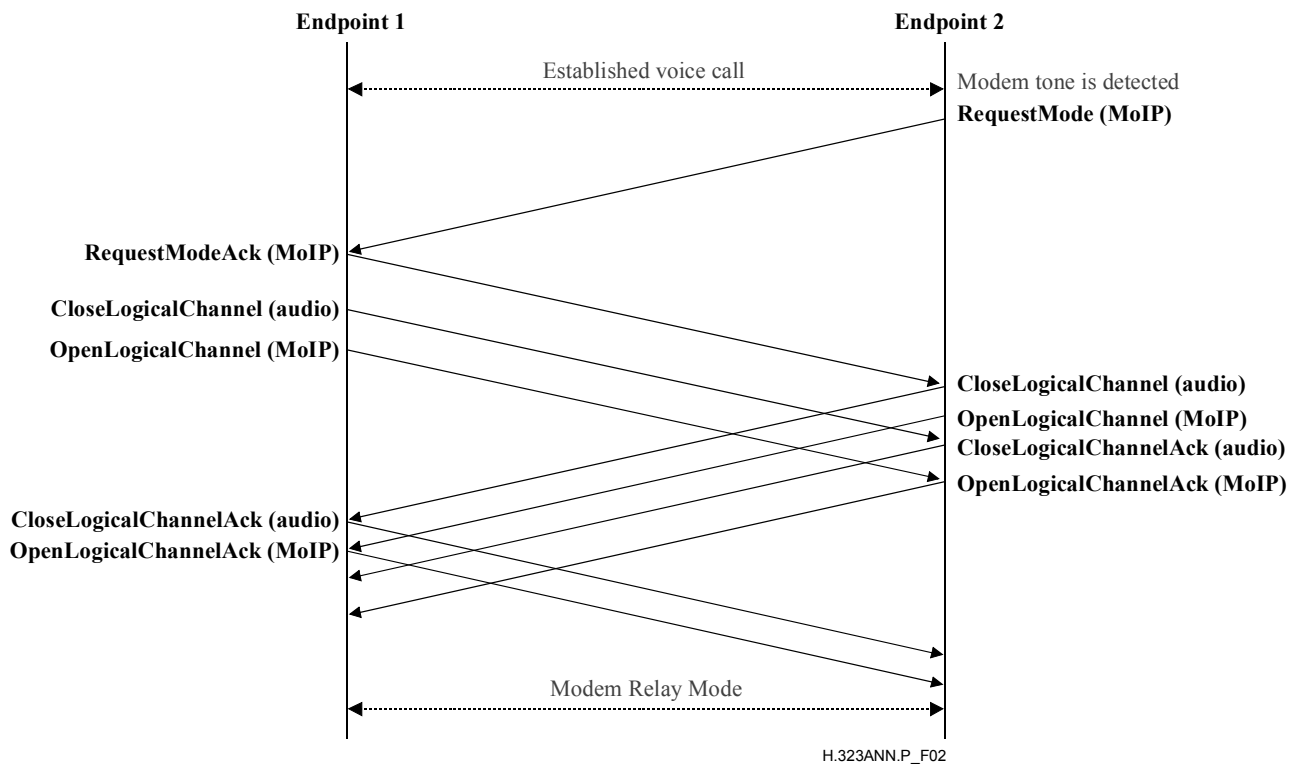 Endpoint 1
Endpoint 2
Established voice call
Modem tone is detected
RequestMode (MoIP)
RequestModeAck (MoIP)
CloseLogicalChannel (audio)
OpenLogicalChannel (MoIP)
CloseLogicalChannel (audio)
OpenLogicalChannel (MoIP)
CloseLogicalChannelAck (audio)
OpenLogicalChannelAck (MoIP)
CloseLogicalChannelAck (audio)
OpenLogicalChannelAck (MoIP)
Modem Relay Mode
H.323ANN.P_F02